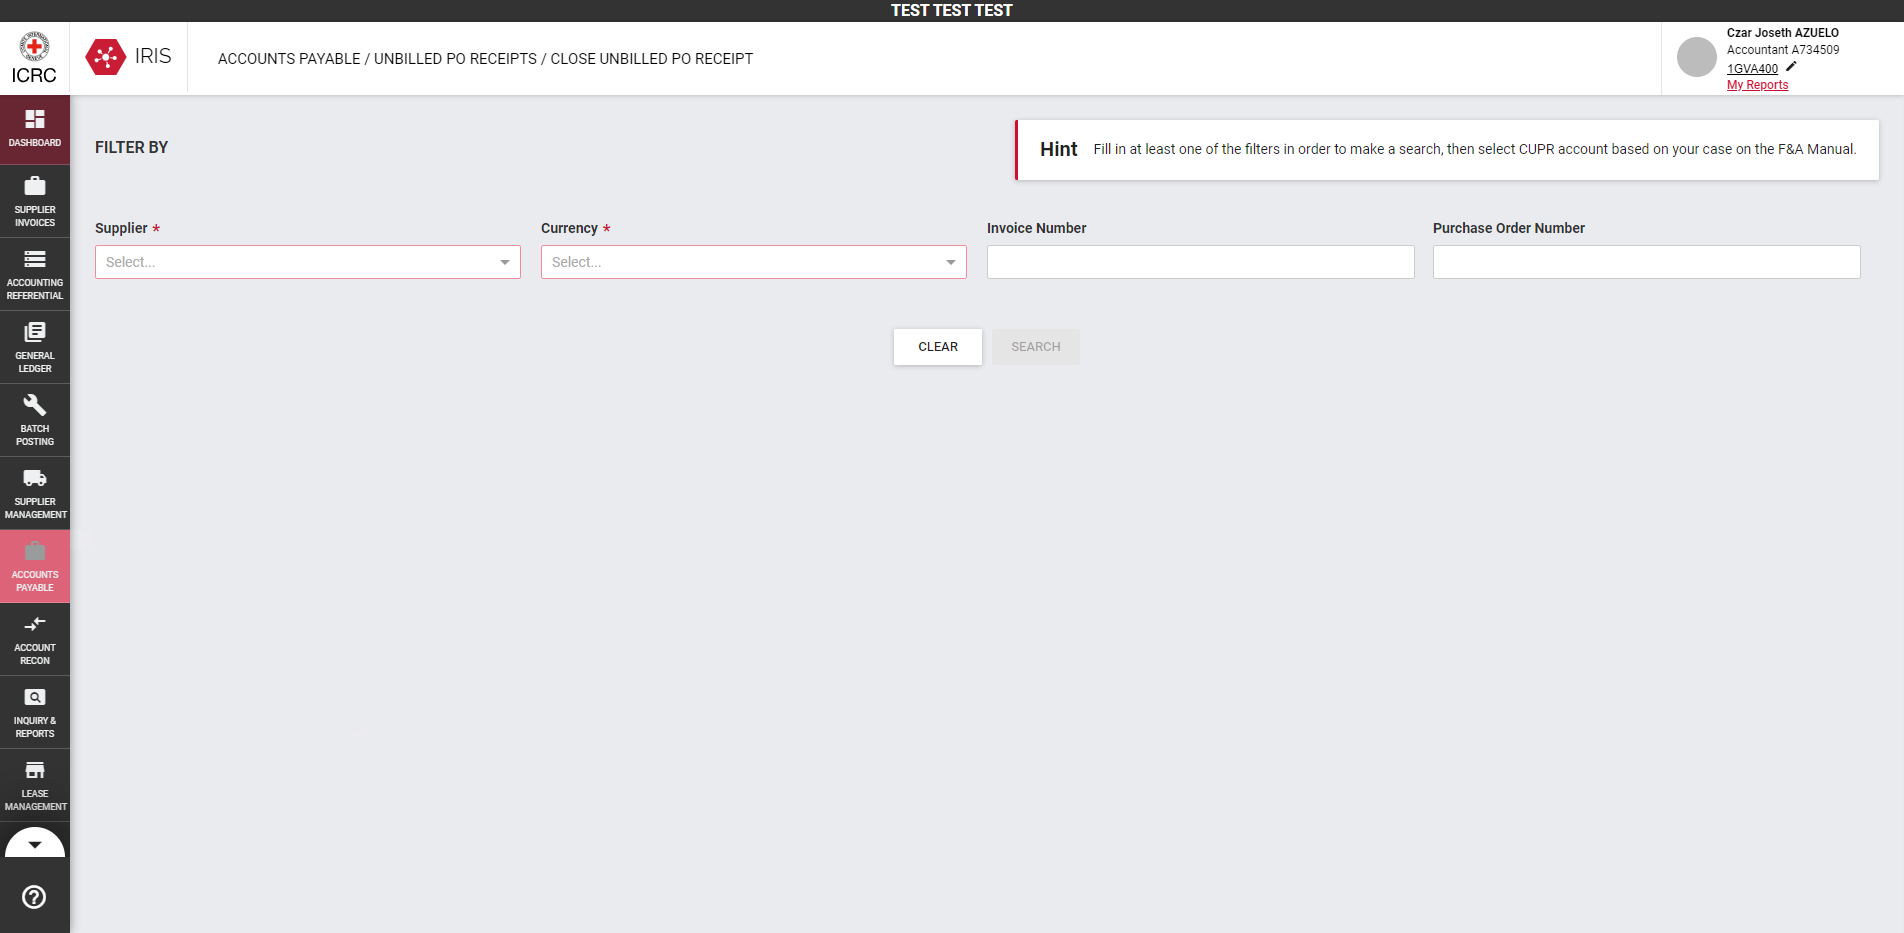 TEST TEST TEST
ICRC
IRIS
ACCOUNTS PAYABLE / UNBILLED PO RECEIPTS / CLOSE UNBILLED PO RECEIPT
Czar Joseth AZUELO
Accountant A734509
1GVA400
My Reports
DASHBOARD
SUPPLIER
INVOICES
ACCOUNTING
REFERENTIAL
GENERAL
LEDGER
BATCH
POSTING
SUPPLIER
MANAGEMENT
ACCOUNTS
PAYABLE
ACCOUNT
RECON
INQUIRY &
REPORTS
LEASE
MANAGEMENT
FILTER BY
Hint Fill in at least one of the filters in order to make a search, then select CUPR account based on your case on the F&A Manual.
Supplier * Currency * Invoice Number Purchase Order Number
Select... Select...
CLEAR SEARCH